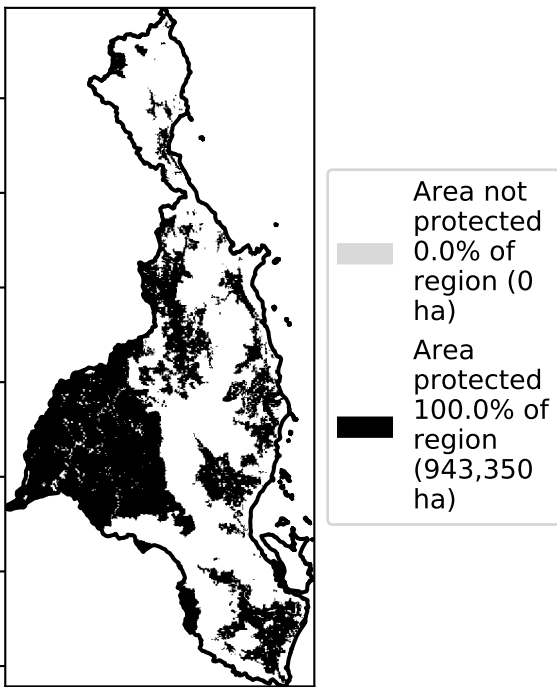 Area not
protected
0.0% of
region (0
ha)
Area
protected
100.0% of
region
(943,350
ha)